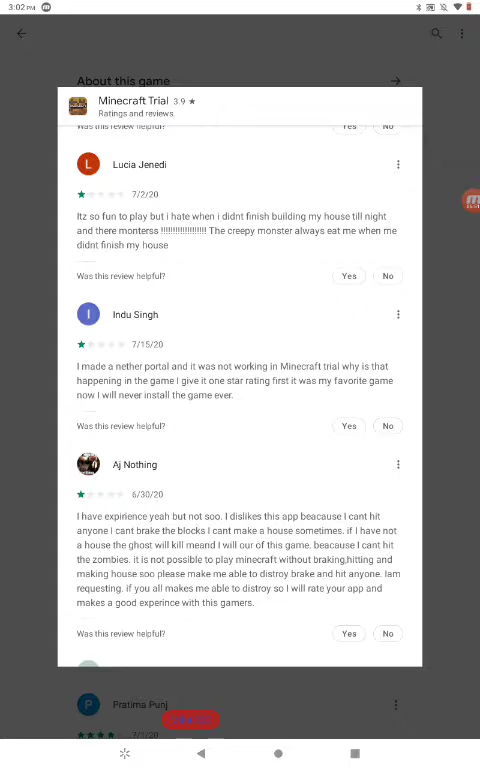 3:02 PM
About this game
Minecraft Trial 3.9 ★
Ratings and reviews
Was this review helpful? Yes No
L Lucia Jenedi
7/2/20
Itz so fun to play but i hate when i didnt finish building my house till night
and there monterss !!!!!!!!!!!!!!!!!!! The creepy monster always eat me when me
didnt finish my house
Was this review helpful? Yes No
I Indu Singh
7/15/20
I made a nether portal and it was not working in Minecraft trial why is that
happening in the game I give it one star rating first it was my favorite game
now I will never install the game ever.
Was this review helpful? Yes No
Aj Nothing
6/30/20
I have expirience yeah but not soo. I dislikes this app beacause I cant hit
anyone I cant brake the blocks I cant make a house sometimes. if I have not
a house the ghost will kill meand I will our of this game. beacause I cant hit
the zombies. it is not possible to play minecraft without braking,hitting and
making house soo please make me able to distroy brake and hit anyone. Iam
requesting. if you all makes me able to distroy so I will rate your app and
makes a good experince with this gamers.
Was this review helpful? Yes No
P Pratima Punj